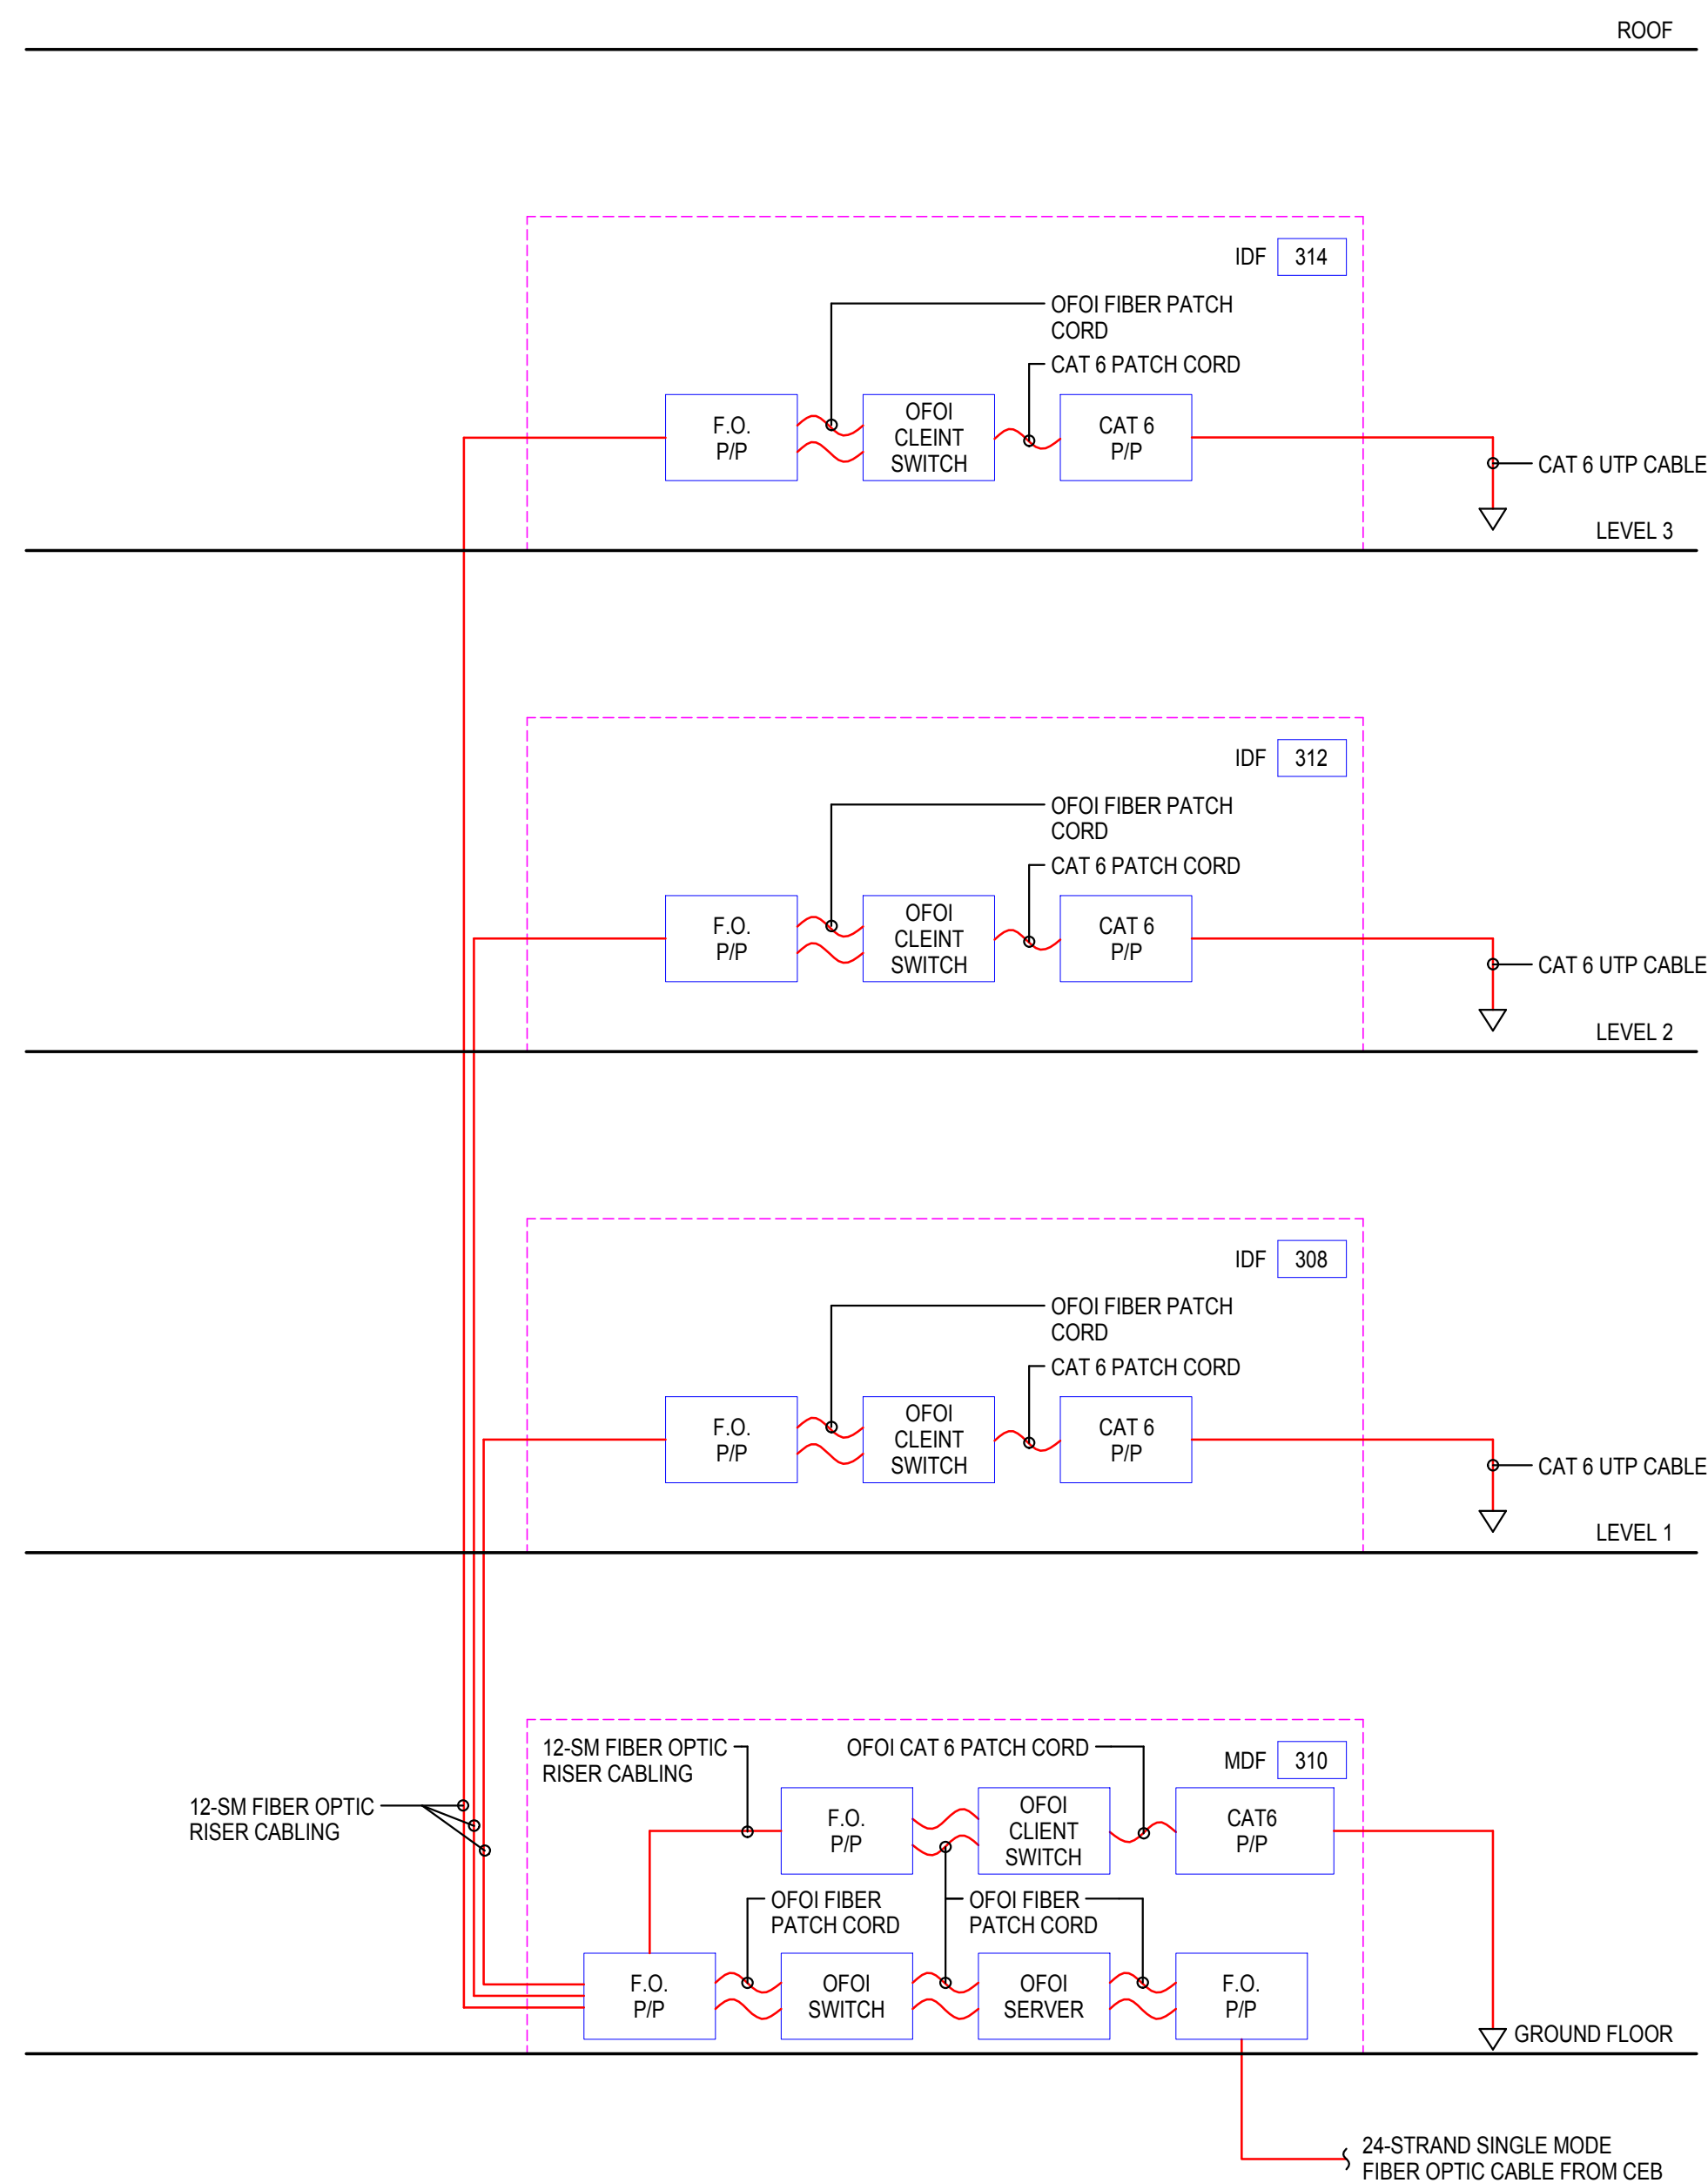 ROOF
IDF 314
OFOI FIBER PATCH
CORD
CAT 6 PATCH CORD
F.O.
P/P
OFOI
CLEINT
SWITCH
CAT 6
P/P
CAT 6 UTP CABLE
LEVEL 3
IDF 312
OFOI FIBER PATCH
CORD
CAT 6 PATCH CORD
F.O.
P/P
OFOI
CLEINT
SWITCH
CAT 6
P/P
CAT 6 UTP CABLE
LEVEL 2
IDF 308
OFOI FIBER PATCH
CORD
CAT 6 PATCH CORD
F.O.
P/P
OFOI
CLEINT
SWITCH
CAT 6
P/P
CAT 6 UTP CABLE
LEVEL 1
12-SM FIBER OPTIC
RISER CABLING
OFOI CAT 6 PATCH CORD
MDF 310
12-SM FIBER OPTIC
RISER CABLING
F.O.
P/P
OFOI
CLIENT
SWITCH
CAT6
P/P
OFOI FIBER
PATCH CORD
OFOI FIBER
PATCH CORD
F.O.
P/P
OFOI
SWITCH
OFOI
SERVER
F.O.
P/P
GROUND FLOOR
24-STRAND SINGLE MODE
FIBER OPTIC CABLE FROM CEB